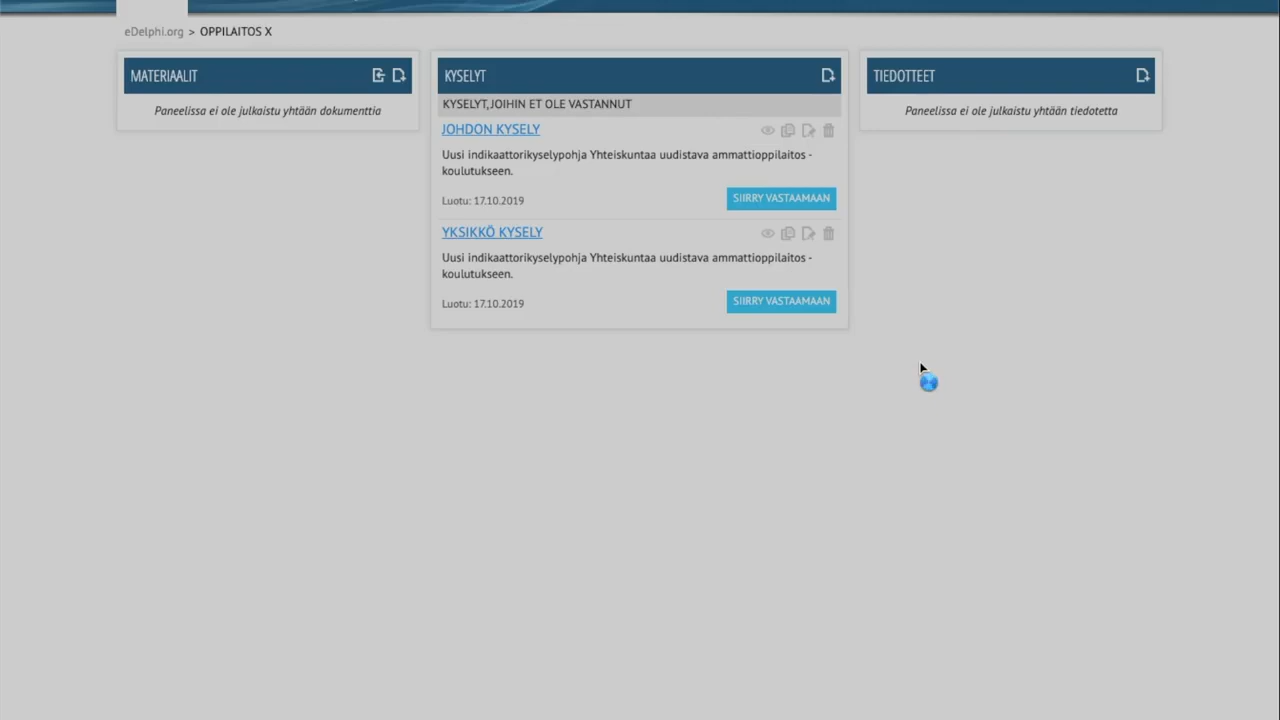 eDelphi.org > OPPILAITOS X
MATERIAALIT
Paneelissa ei ole julkaistu yhtään dokumenttia
KYSELYT
KYSELYT, JOIHIN ET OLE VASTANNUT
JOHDON KYSELY
Uusi indikaattorikyselypohja Yhteiskuntaa uudistava ammattioppilaitos -
koulutukseen.
Luotu: 17.10.2019
SIIRRY VASTAAMAAN
YKSIKKÖ KYSELY
Uusi indikaattorikyselypohja Yhteiskuntaa uudistava ammattioppilaitos -
koulutukseen.
Luotu: 17.10.2019
SIIRRY VASTAAMAAN
TIEDOTTEET
Paneelissa ei ole julkaistu yhtään tiedotetta